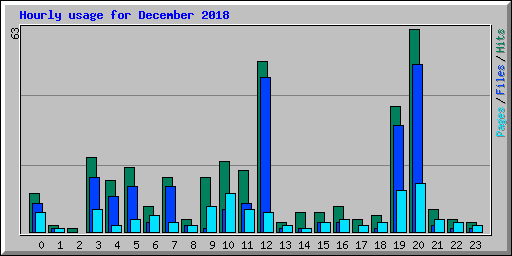 Hourly usage for December 2018
63
Pages/Files/Hits
0 1 2 3 4 5 6 7 8 9 10 11 12 13 14 15 16 17 18 19 20 21 22 23